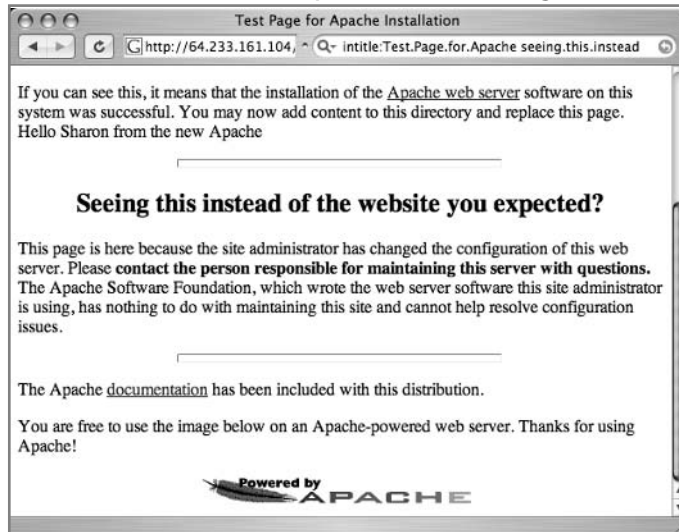 Test Page for Apache Installation
http://64.233.161.104, intitle:Test.Page.for.Apache seeing.this.instead
If you can see this, it means that the installation of the Apache web server software on this
system was successful. You may now add content to this directory and replace this page.
Hello Sharon from the new Apache
Seeing this instead of the website you expected?
This page is here because the site administrator has changed the configuration of this web
server. Please contact the person responsible for maintaining this server with questions.
The Apache Software Foundation, which wrote the web server software this site administrator
is using, has nothing to do with maintaining this site and cannot help resolve configuration
issues.
The Apache documentation has been included with this distribution.
You are free to use the image below on an Apache-powered web server. Thanks for using
Apache!
Powered by
APACHE